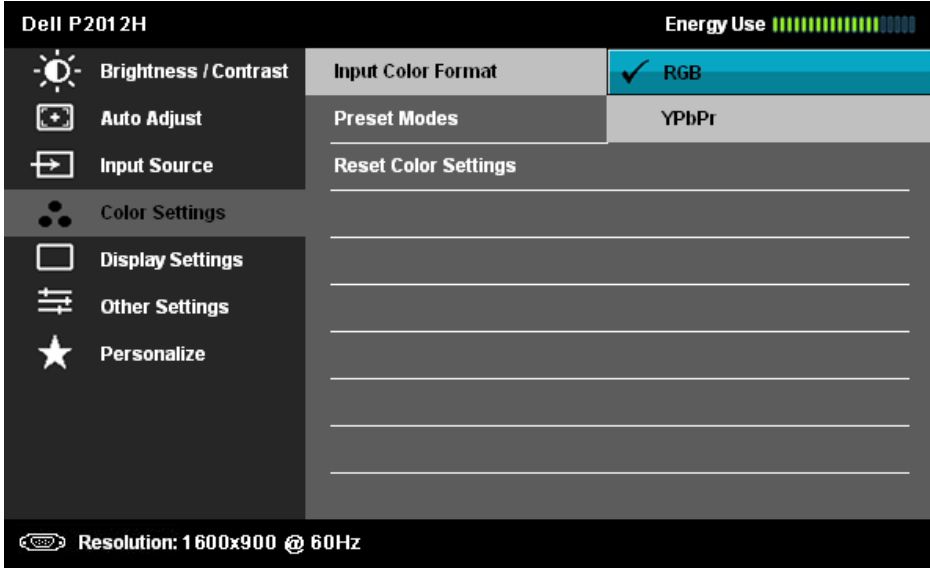 Dell P2012H Energy Use
Brightness / Contrast Input Color Format RGB
Auto Adjust Preset Modes YPbPr
Input Source Reset Color Settings
Color Settings
Display Settings
Other Settings
Personalize
Resolution: 1600x900 @ 60Hz